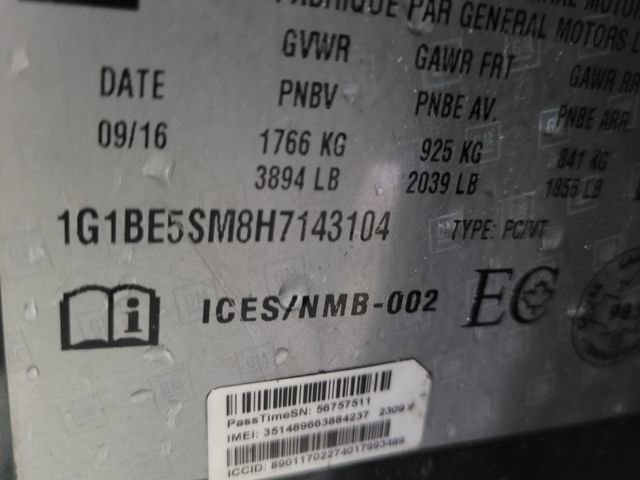 FABRIQUE PAR GENERAL MOTORS
DATE GVWR GAWR FRT GAWR RR
PNBV PNBE AV. PNBE ARR
09/16 1766 KG 925 KG 841 KG
3894 LB 2039 LB 1855 LB
1G1BE5SM8H7143104 TYPE: PC/VT
i ICES/NMB-002 EC
PassTimeSN: 56757511
IMEI: 351489663884237 2309
ICCID: 89011702274017993489